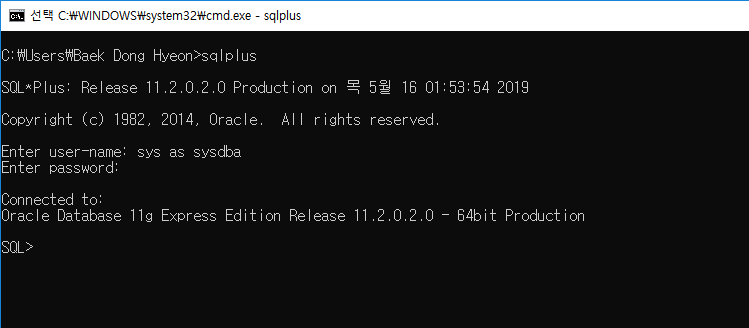 선택 C:₩WINDOWS₩system32₩cmd.exe - sqlplus
C:₩Users₩Baek Dong Hyeon>sqlplus
SQL*Plus: Release 11.2.0.2.0 Production on 목 5월 16 01:53:54 2019
Copyright (c) 1982, 2014, Oracle.  All rights reserved.
Enter user-name: sys as sysdba
Enter password:
Connected to:
Oracle Database 11g Express Edition Release 11.2.0.2.0 - 64bit Production
SQL>